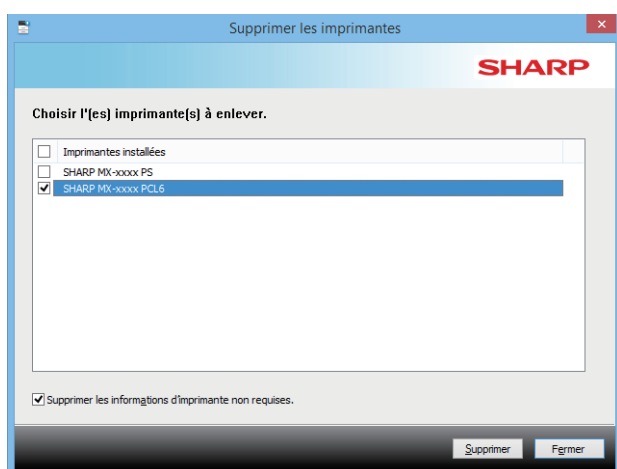 Supprimer les imprimantes
SHARP
Choisir l'(es) imprimante(s) à enlever.
Imprimantes installées
SHARP MX-xxxx PS
SHARP MX-xxxx PCL6
Supprimer les informations d'imprimante non requises.
Supprimer Fermer